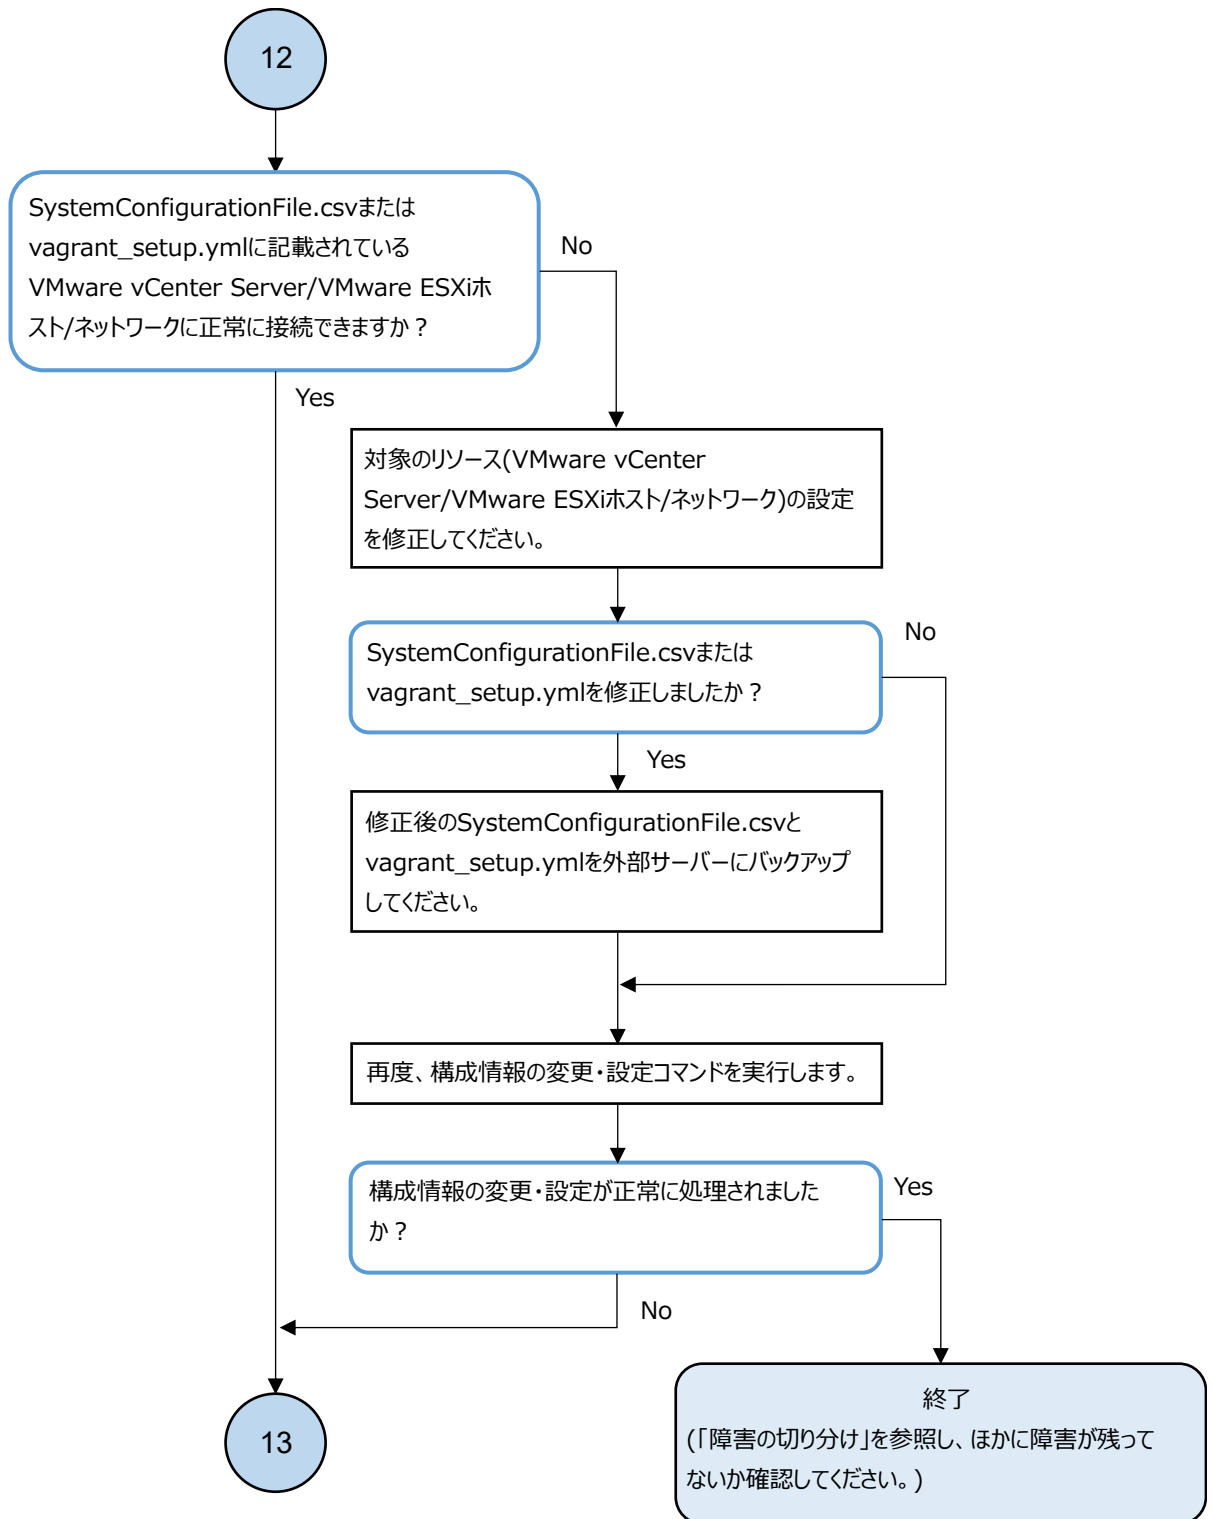 12
SystemConfigurationFile.csvまたは
vagrant_setup.ymlに記載されている
VMware vCenter Server/VMware ESXiホ
スト/ネットワークに正常に接続できますか？
No
Yes
対象のリソース(VMware vCenter
Server/VMware ESXiホスト/ネットワーク)の設定
を修正してください。
SystemConfigurationFile.csvまたは
vagrant_setup.ymlを修正しましたか？
No
Yes
修正後のSystemConfigurationFile.csvと
vagrant_setup.ymlを外部サーバーにバックアップ
してください。
再度、構成情報の変更・設定コマンドを実行します。
構成情報の変更・設定が正常に処理されました
か？
Yes
No
13
終了
(「障害の切り分け」を参照し、ほかに障害が残って
ないか確認してください。)